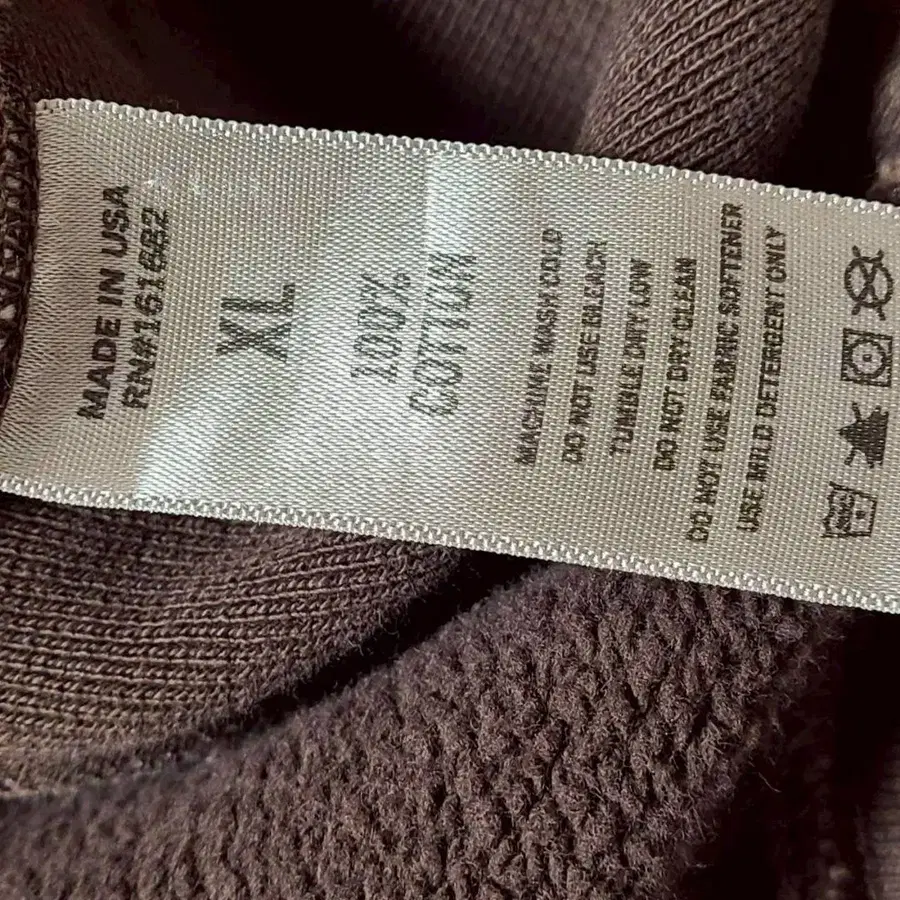 MADE IN USA
RN#161682
XL
100%
COTTON
MACHINE WASH COLD
DO NOT USE BLEACH
TUMBLE DRY LOW
DO NOT DRY CLEAN
DO NOT USE FABRIC SOFTENER
USE MILD DETERGENT ONLY